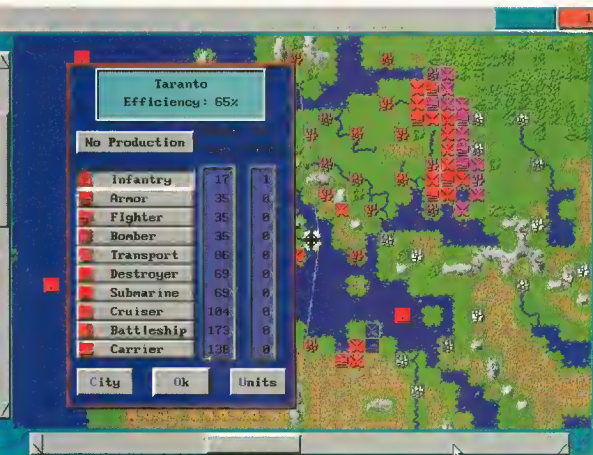 1
Taranto
Efficiency: 65%
No Production
Infantry 17 1
Armor 35 0
Fighter 35 0
Bomber 35 0
Transport 86 0
Destroyer 69 0
Submarine 69 0
Cruiser 104 0
Battleship 173 0
Carrier 138 0
City Ok Units